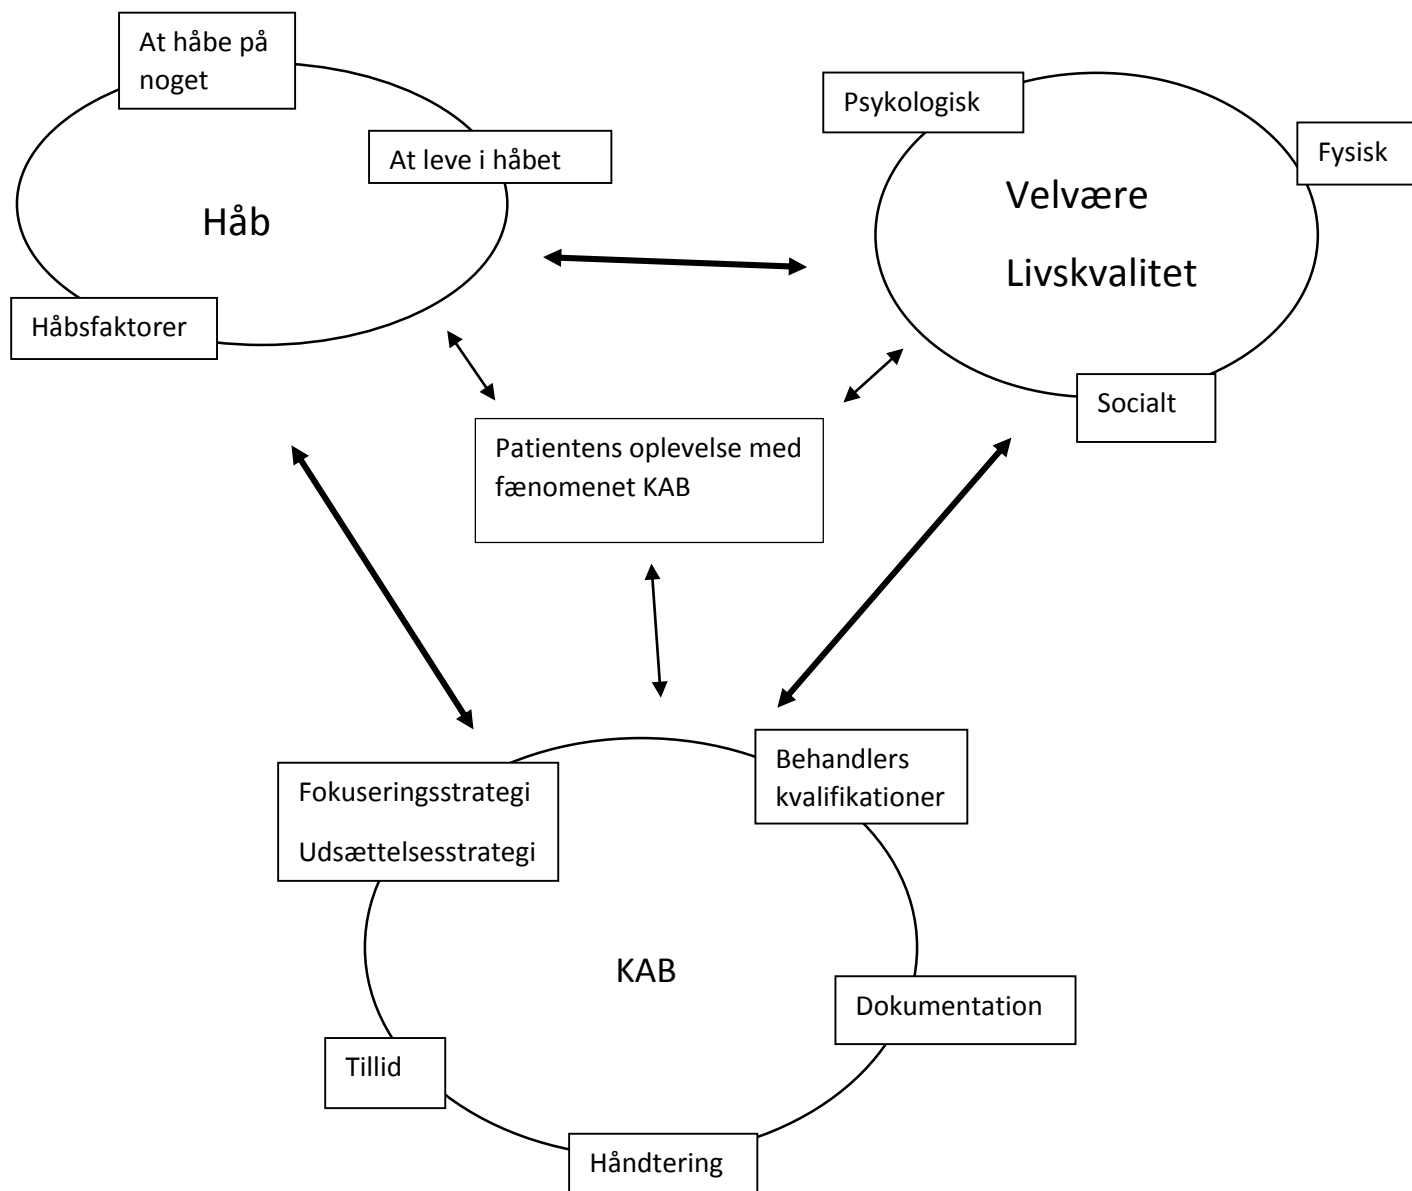 At håbe på
noget
At leve i håbet
Håb
Håbsfaktorer
Psykologisk
Fysisk
Velvære
Livskvalitet
Socialt
Patientens oplevelse med
fænomenet KAB
Fokuseringsstrategi
Udsættelsesstrategi
Behandlers
kvalifikationer
KAB
Dokumentation
Tillid
Håndtering